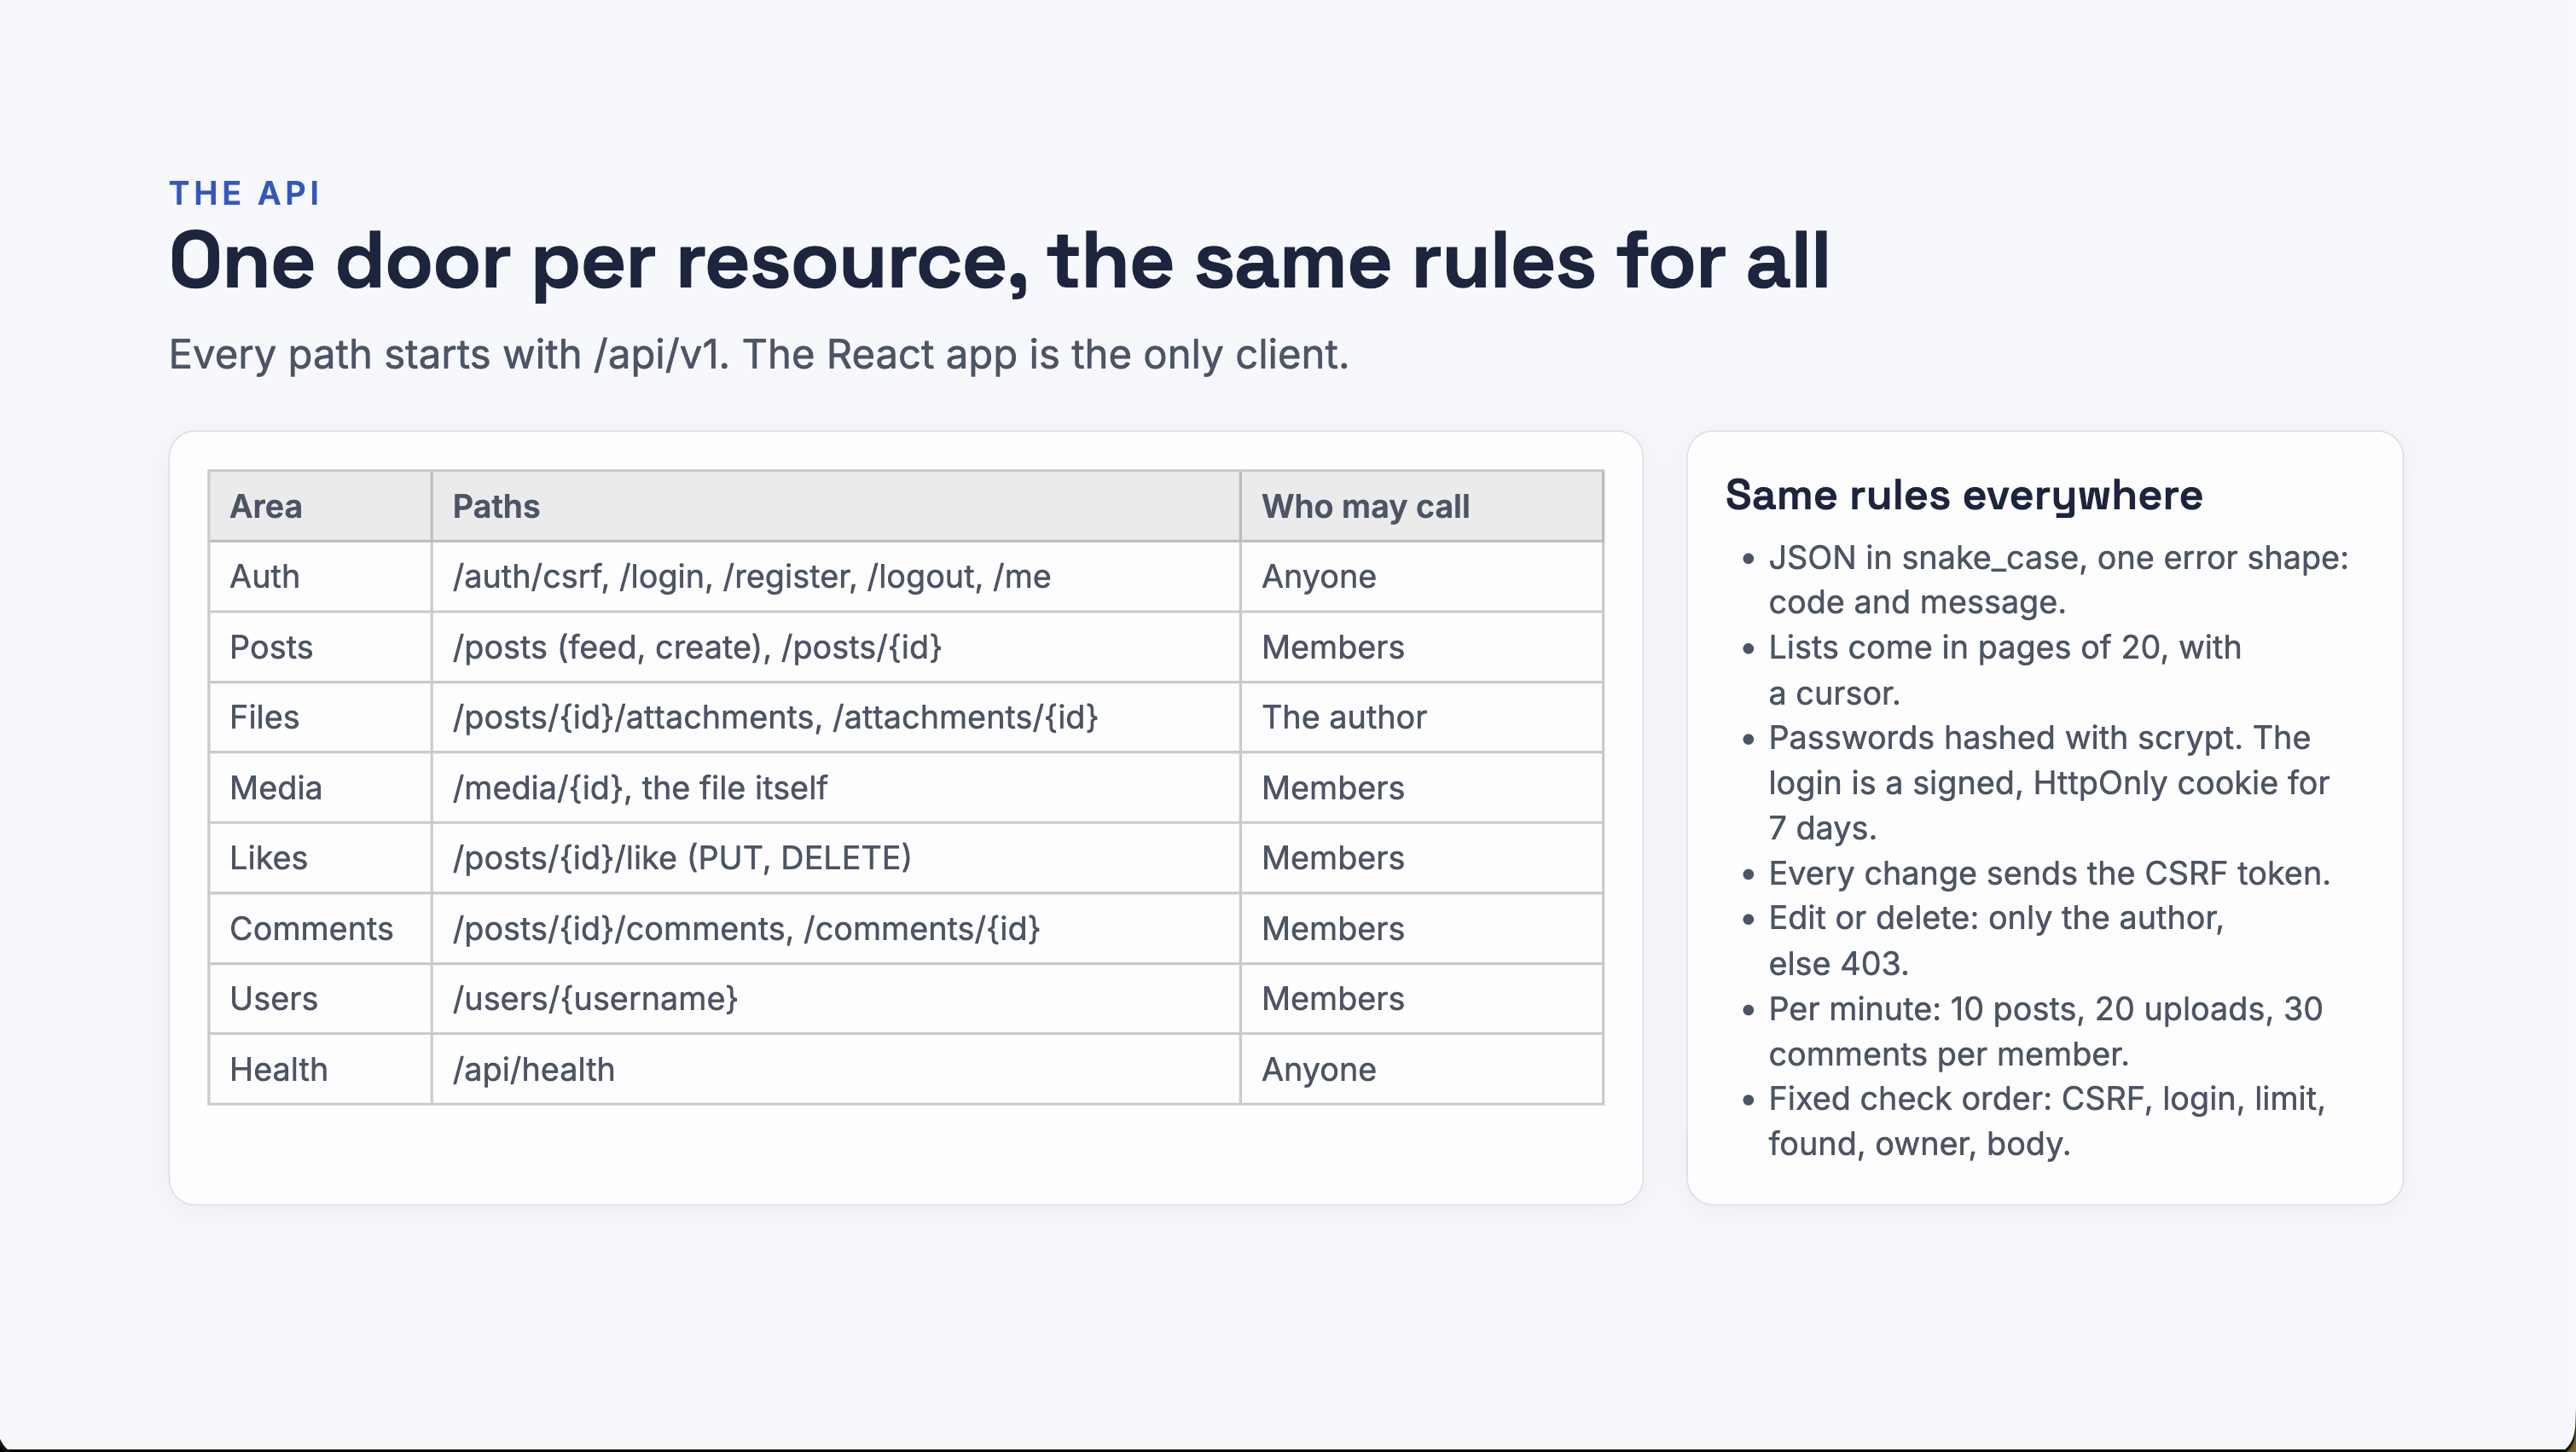 THE API
One door per resource, the same rules for all
Every path starts with /api/v1. The React app is the only client.
Area Paths Who may call
Auth /auth/csrf, /login, /register, /logout, /me Anyone
Posts /posts (feed, create), /posts/{id} Members
Files /posts/{id}/attachments, /attachments/{id} The author
Media /media/{id}, the file itself Members
Likes /posts/{id}/like (PUT, DELETE) Members
Comments /posts/{id}/comments, /comments/{id} Members
Users /users/{username} Members
Health /api/health Anyone
Same rules everywhere
• JSON in snake_case, one error shape:
code and message.
• Lists come in pages of 20, with
a cursor.
• Passwords hashed with scrypt. The
login is a signed, HttpOnly cookie for
7 days.
• Every change sends the CSRF token.
• Edit or delete: only the author,
else 403.
• Per minute: 10 posts, 20 uploads, 30
comments per member.
• Fixed check order: CSRF, login, limit,
found, owner, body.